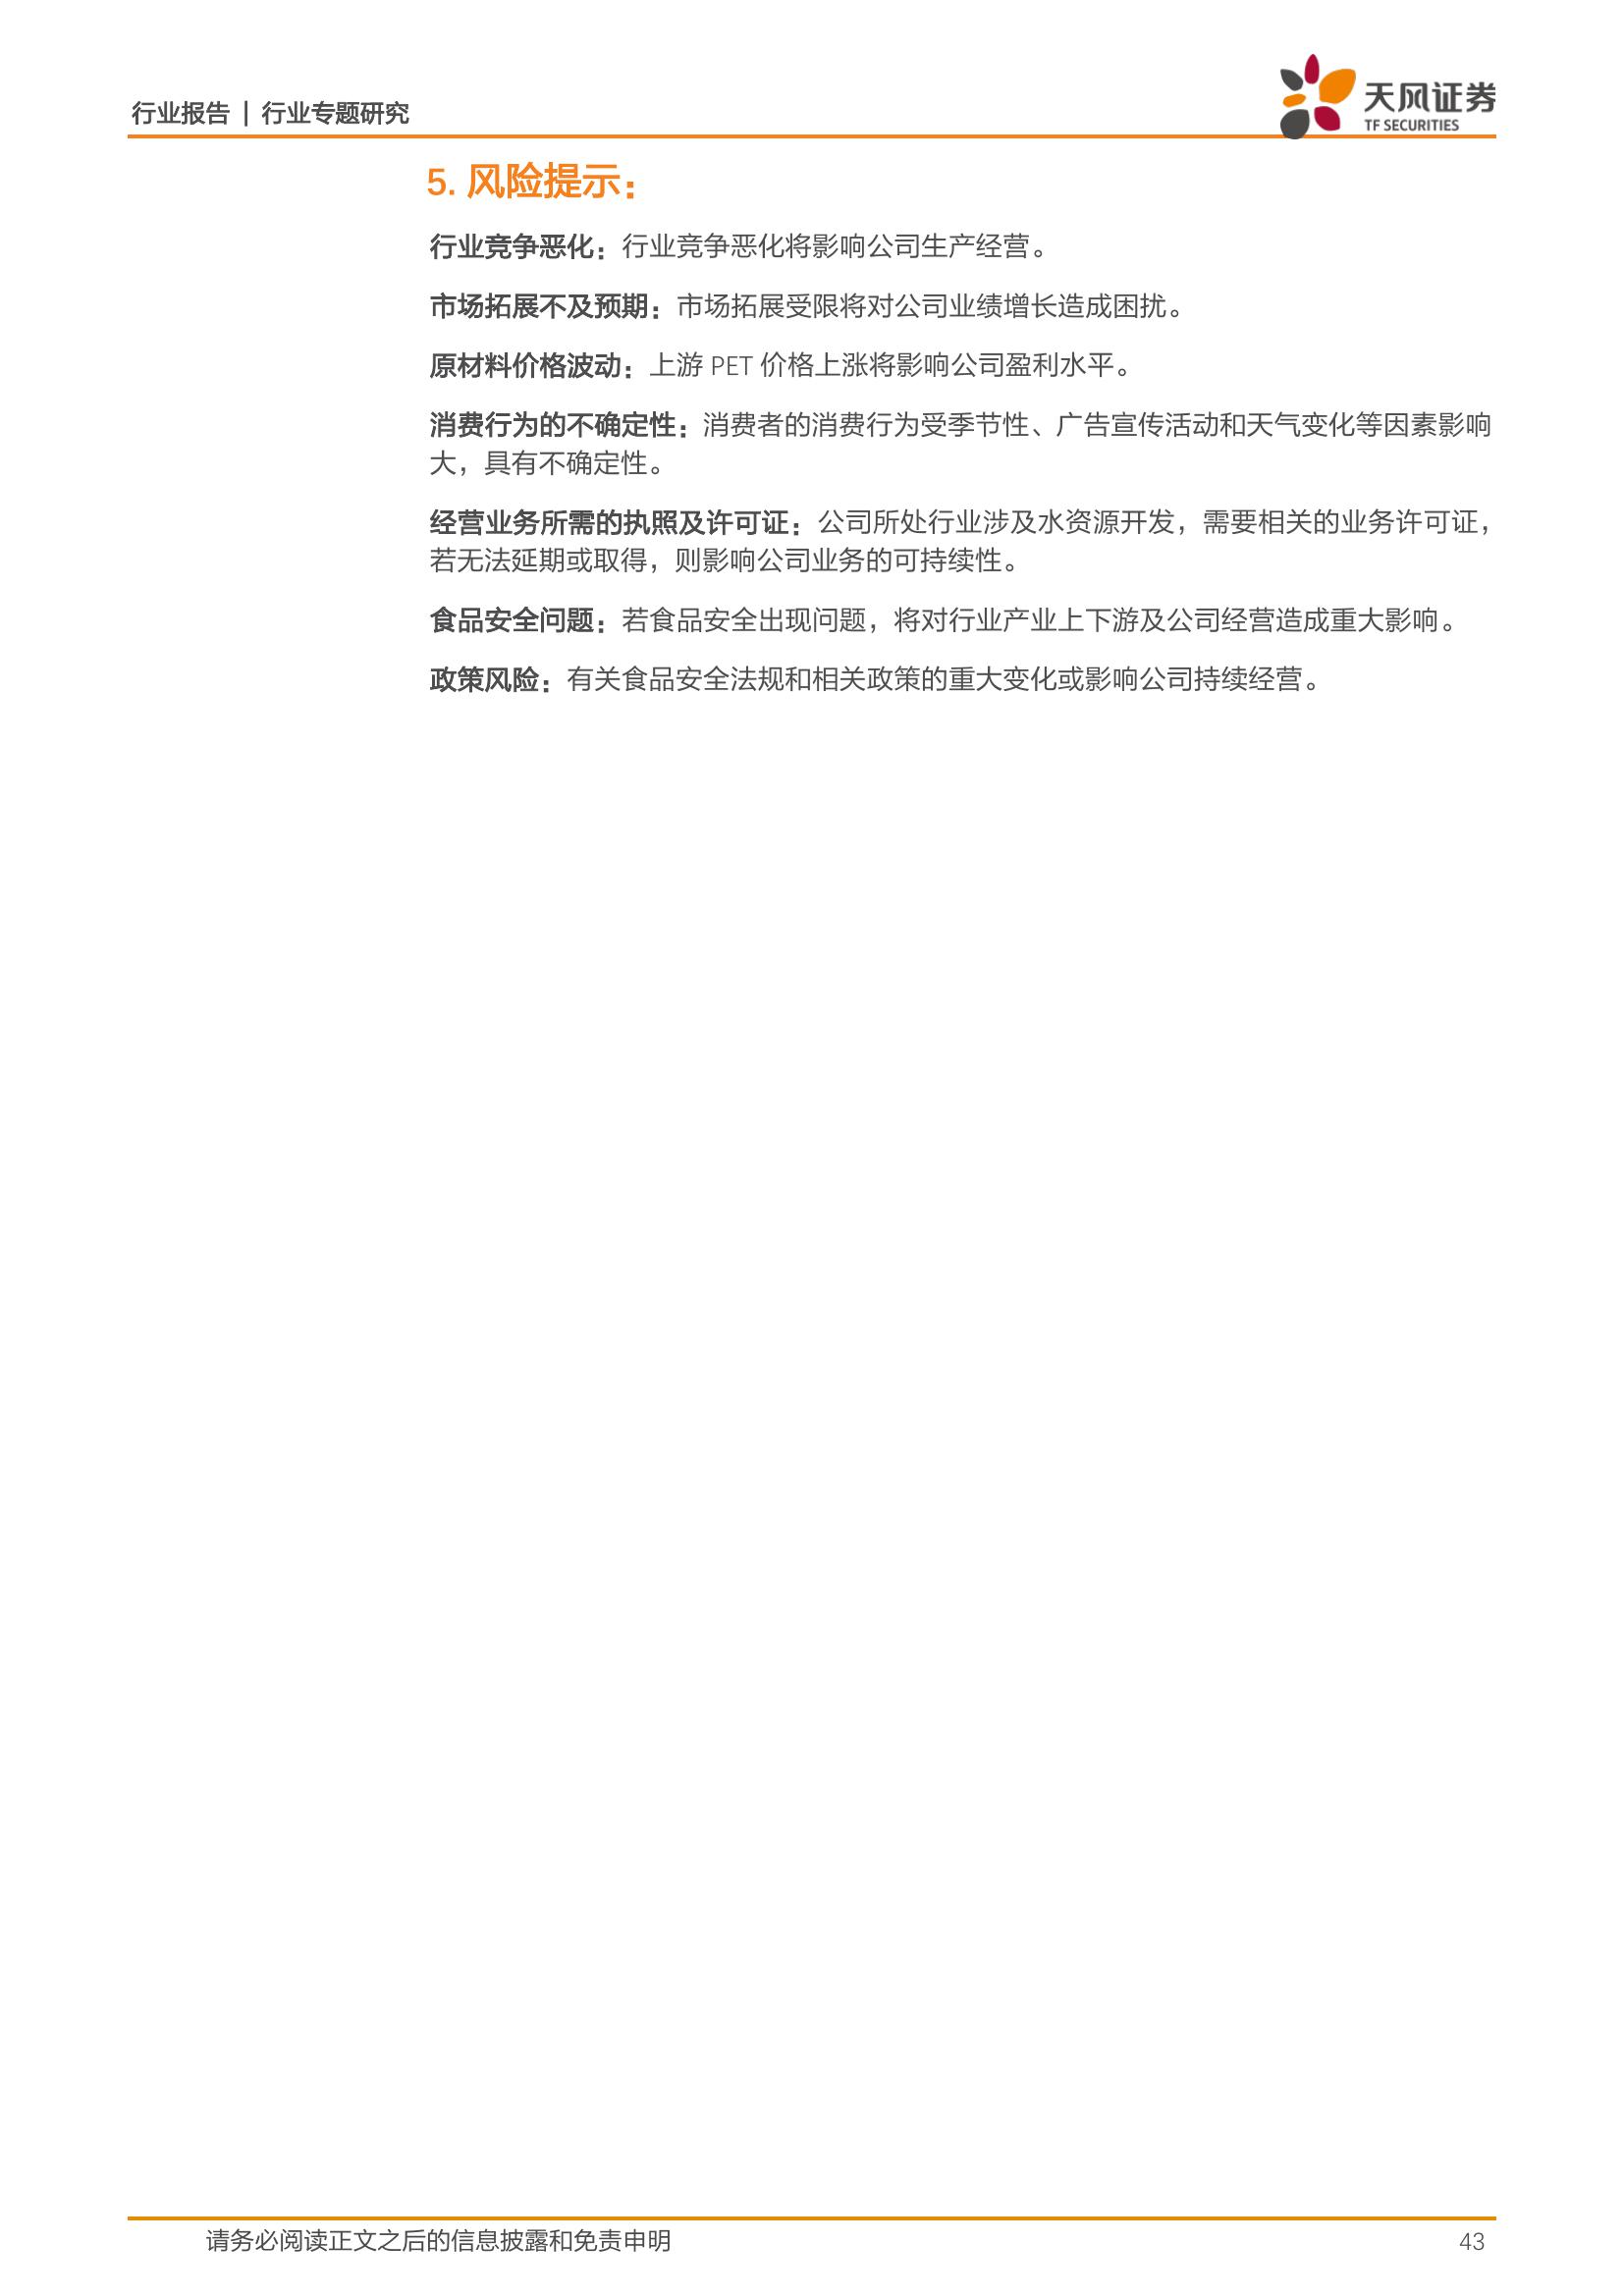 行业报告 | 行业专题研究
天风证券
TF SECURITIES
5. 风险提示：
行业竞争恶化：行业竞争恶化将影响公司生产经营。
市场拓展不及预期：市场拓展受限将对公司业绩增长造成困扰。
原材料价格波动：上游 PET 价格上涨将影响公司盈利水平。
消费行为的不确定性：消费者的消费行为受季节性、广告宣传活动和天气变化等因素影响
大，具有不确定性。
经营业务所需的执照及许可证：公司所处行业涉及水资源开发，需要相关的业务许可证，
若无法延期或取得，则影响公司业务的可持续性。
食品安全问题：若食品安全出现问题，将对行业产业上下游及公司经营造成重大影响。
政策风险：有关食品安全法规和相关政策的重大变化或影响公司持续经营。
请务必阅读正文之后的信息披露和免责申明
43